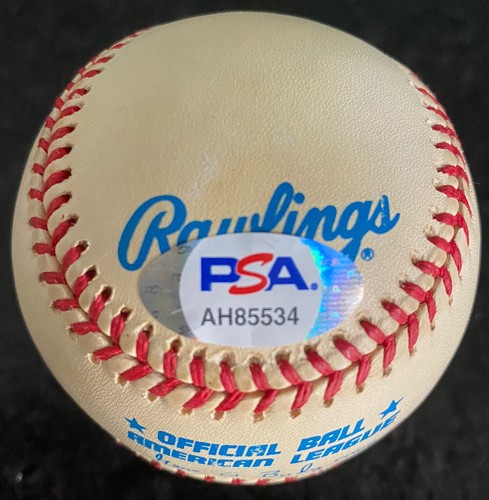 Rawlings®
PSA
AH85534
★ OFFICIAL BALL ★
AMERICAN LEAGUE